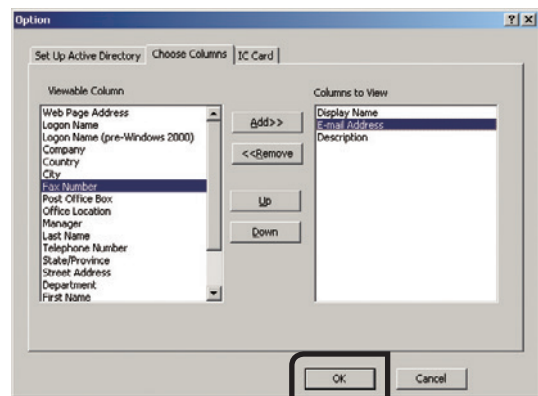 Option
Set Up Active Directory
Choose Columns
IC Card
Viewable Column
Web Page Address
Logon Name
Logon Name (pre-Windows 2000)
Company
Country
City
Fax Number
Post Office Box
Office Location
Manager
Last Name
Telephone Number
State/Province
Street Address
Department
First Name
Add>>
<<Remove
Up
Down
Columns to View
Display Name
E-mail Address
Description
OK
Cancel